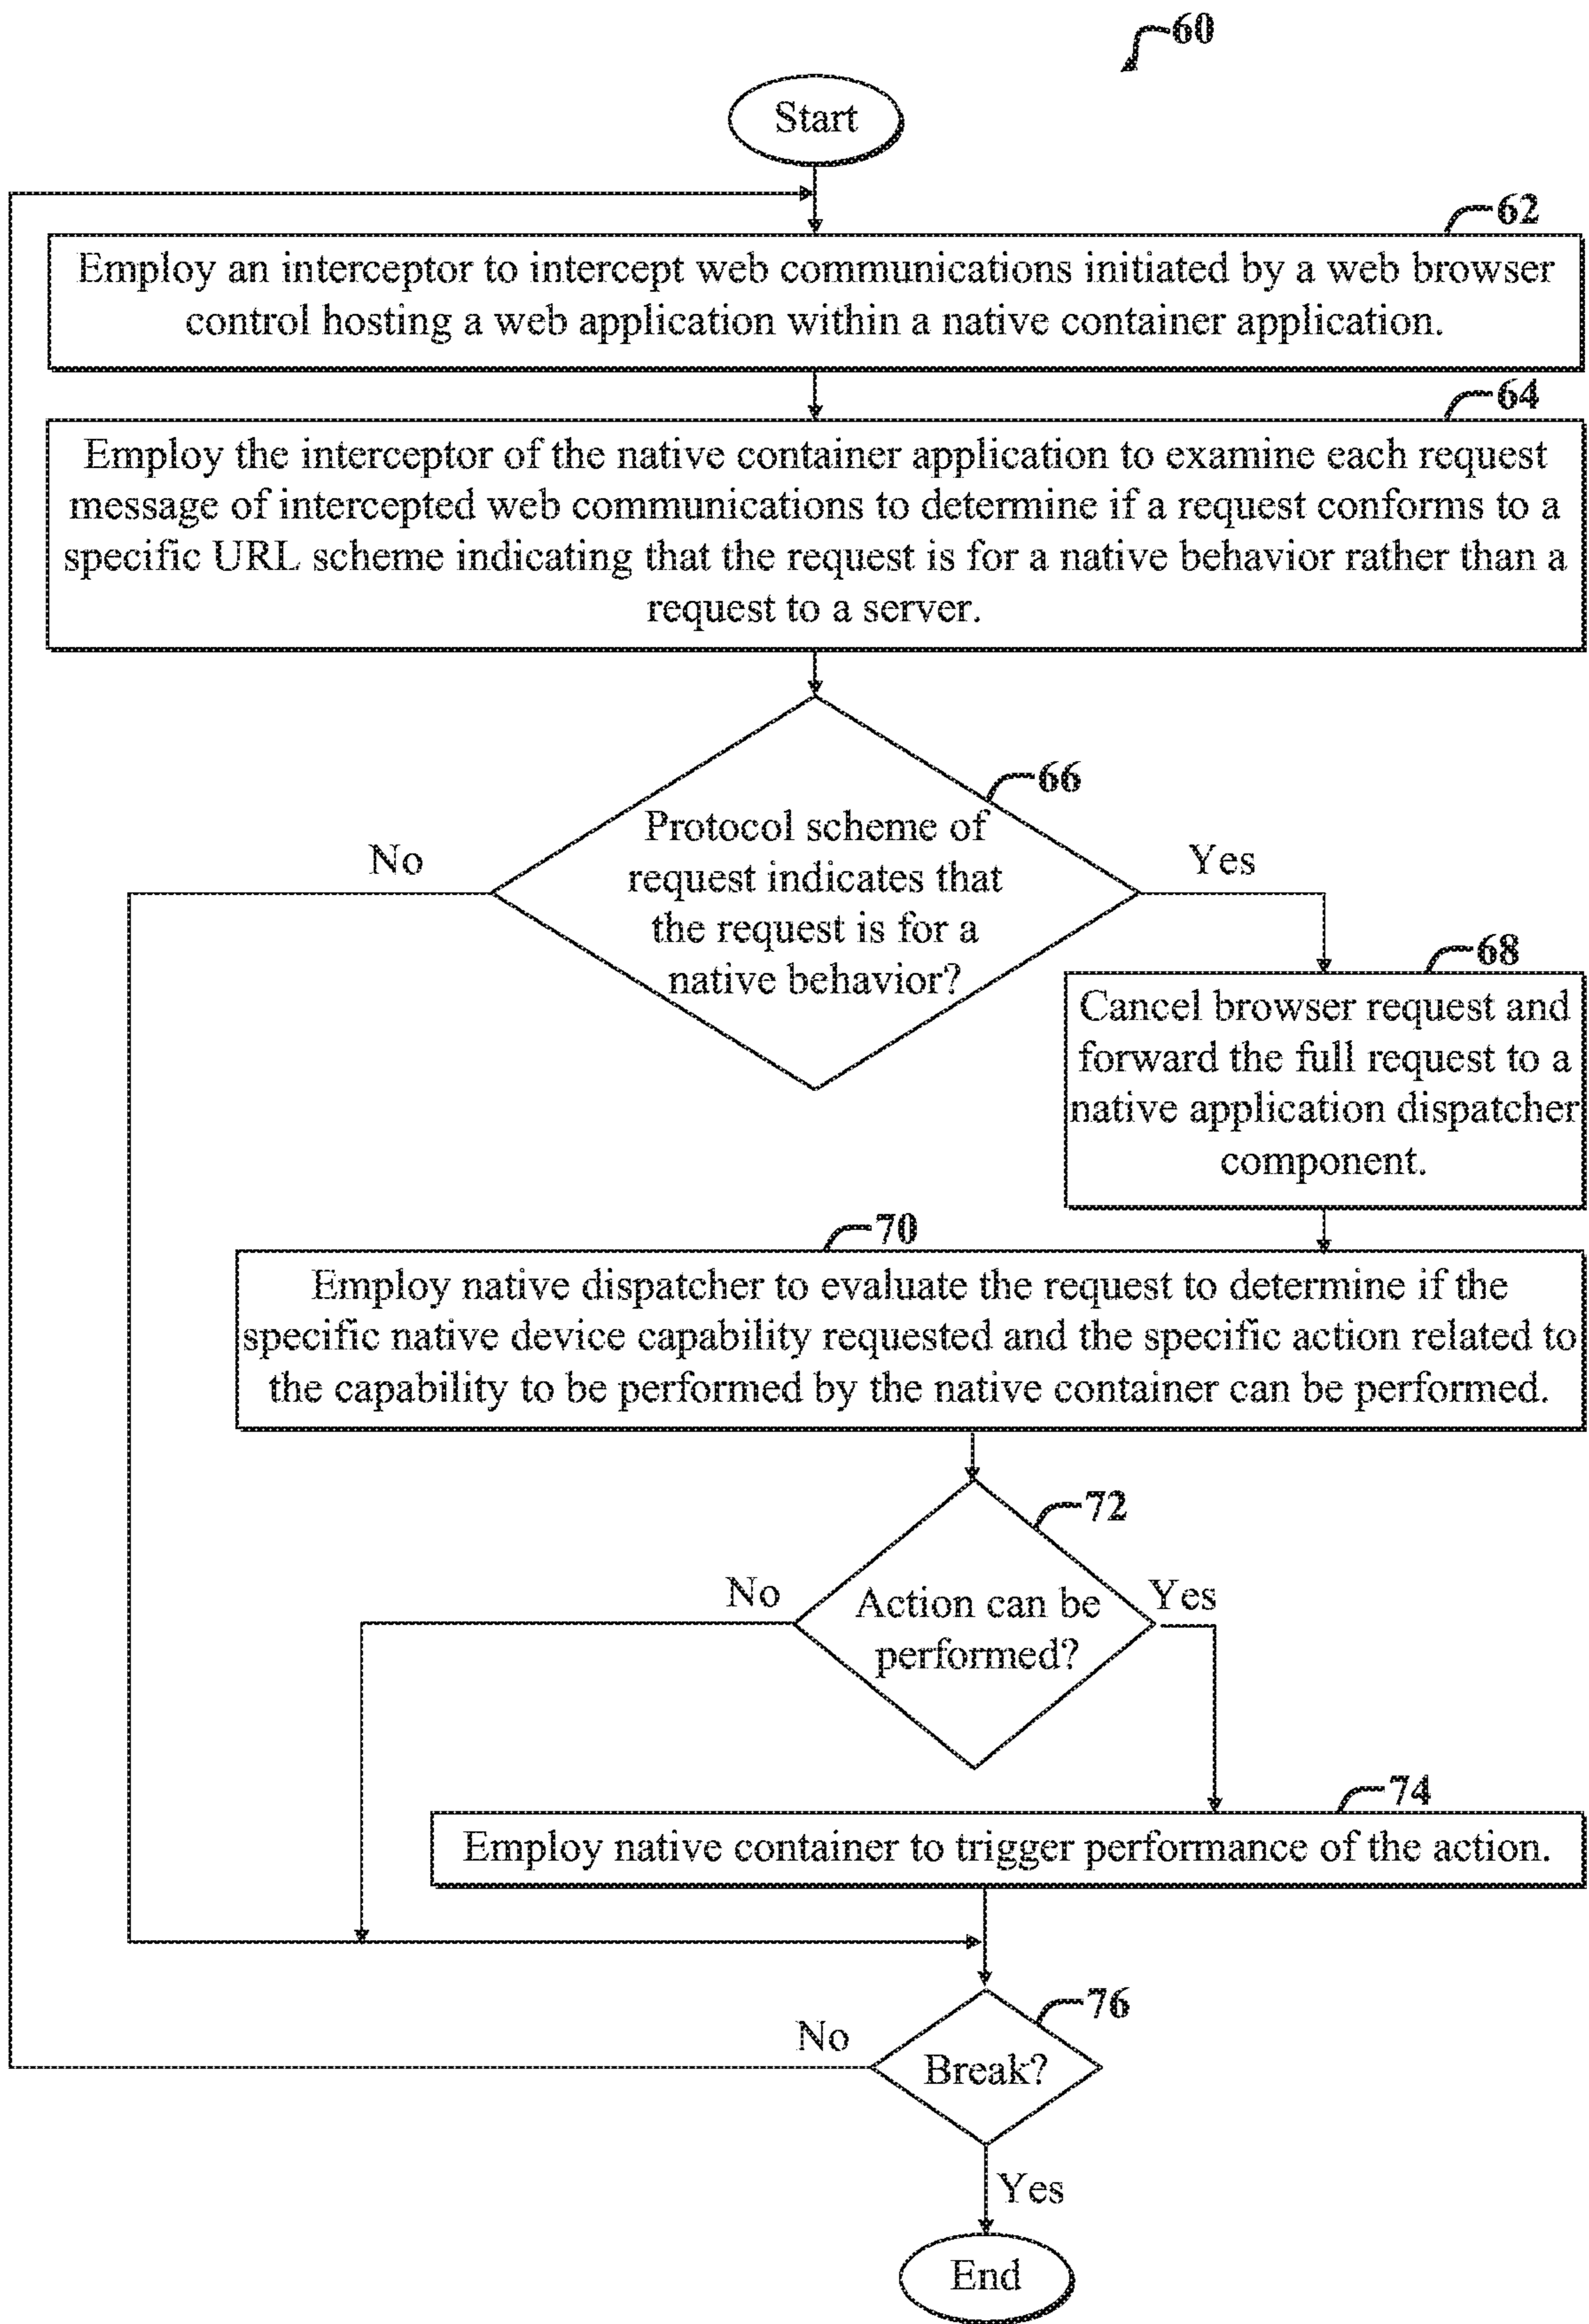 60
Start
62
Employ an interceptor to intercept web communications initiated by a web browser
control hosting a web application within a native container application.
64
Employ the interceptor of the native container application to examine each request
message of intercepted web communications to determine if a request conforms to a
specific URL scheme indicating that the request is for a native behavior rather than a
request to a server.
66
Protocol scheme of
request indicates that
the request is for a
native behavior?
No
Yes
68
Cancel browser request and
forward the full request to a
native application dispatcher
component.
70
Employ native dispatcher to evaluate the request to determine if the
specific native device capability requested and the specific action related to
the capability to be performed by the native container can be performed.
72
No
Yes
Action can be
performed?
74
Employ native container to trigger performance of the action.
76
No
Break?
Yes
End